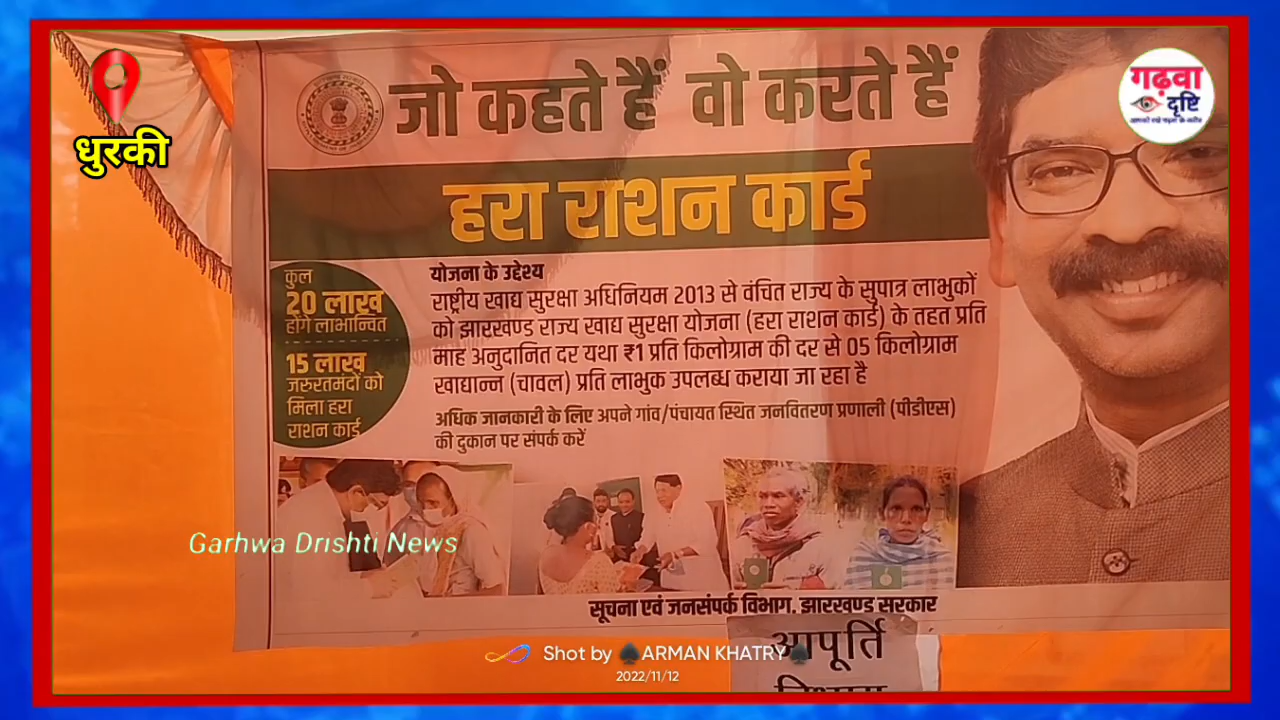 जो कहते हैं वो करते हैं
गढ़वा
दृष्टि
धुरकी
हरा राशन कार्ड
कुल
20 लाख
होंगे लाभान्वित
15 लाख
जरुरतमंदों को
मिला हरा
राशन कार्ड
योजना के उद्देश्य
राष्ट्रीय खाद्य सुरक्षा अधिनियम 2013 से वंचित राज्य के सुपात्र लाभुकों
को झारखण्ड राज्य खाद्य सुरक्षा योजना (हरा राशन कार्ड) के तहत प्रति
माह अनुदानित दर यथा ₹1 प्रति किलोग्राम की दर से 05 किलोग्राम
खाद्यान्न (चावल) प्रति लाभुक उपलब्ध कराया जा रहा है
अधिक जानकारी के लिए अपने गांव/पंचायत स्थित जनवितरण प्रणाली (पीडीएस)
की दुकान पर संपर्क करें
Garhwa Drishti News
सूचना एवं जनसंपर्क विभाग, झारखण्ड सरकार
आपूर्ति
Shot by ♠ARMAN KHATRY♠
2022/11/12